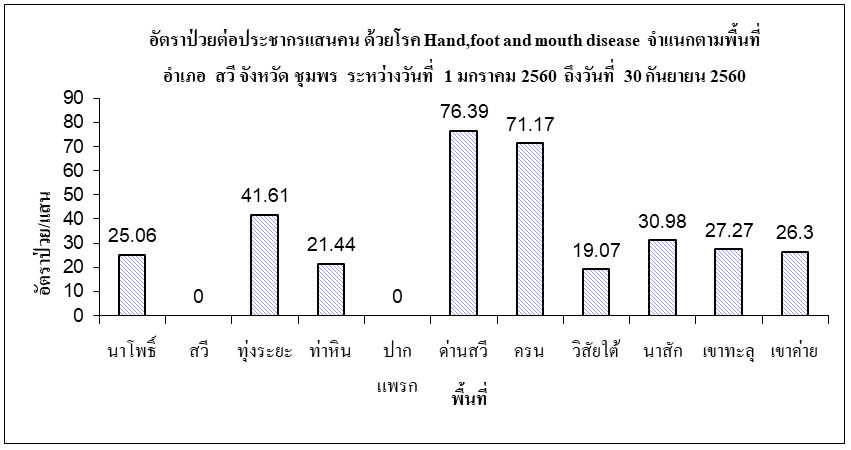 อัตราป่วยต่อประชากรแสนคน ด้วยโรค Hand,foot and mouth disease จำแนกตามพื้นที่
อำเภอ สวี จังหวัด ชุมพร ระหว่างวันที่ 1 มกราคม 2560 ถึงวันที่ 30 กันยายน 2560
อัตราป่วย/แสน
90
80
70
60
50
40
30
20
10
0
25.06
0
41.61
21.44
0
76.39
71.17
19.07
30.98
27.27
26.3
นาโพธิ์
สวี
ทุ่งระยะ
ท่าหิน
ปาก
แพรก
ด่านสวี
ครน
วิสัยใต้
นาสัก
เขาทะลุ
เขาค่าย
พื้นที่